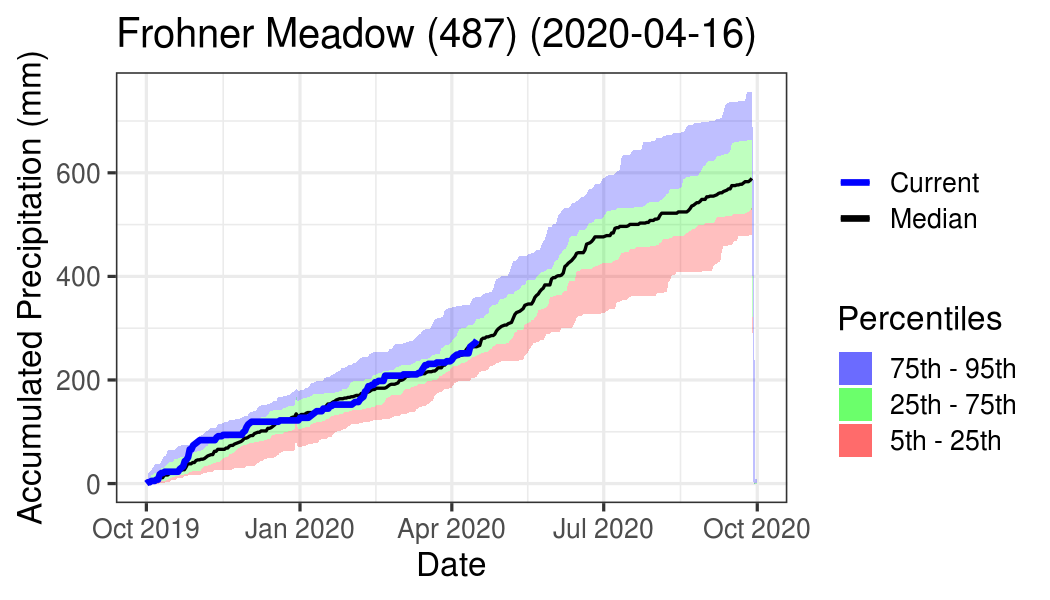 Frohner Meadow (487) (2020-04-16)
Accumulated Precipitation (mm)
600
400
200
0
Oct 2019 Jan 2020 Apr 2020 Jul 2020 Oct 2020
Date
Current
Median
Percentiles
75th - 95th
25th - 75th
5th - 25th